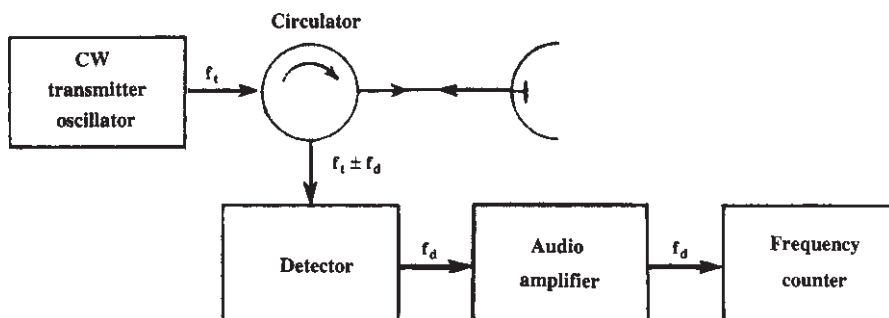 Circulator
CW
transmitter
oscillator
f_t
f_t ± f_d
Detector
f_d
Audio
amplifier
f_d
Frequency
counter